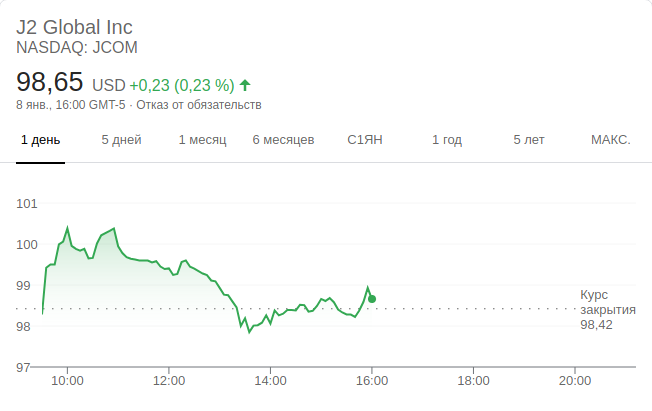 J2 Global Inc
NASDAQ: JCOM
98,65 USD +0,23 (0,23 %)
8 янв., 16:00 GMT-5 · Отказ от обязательств
1 день 5 дней 1 месяц 6 месяцев С1ЯН 1 год 5 лет МАКС.
101
100
99
98
97
Курс
закрытия
98,42
10:00 12:00 14:00 16:00 18:00 20:00